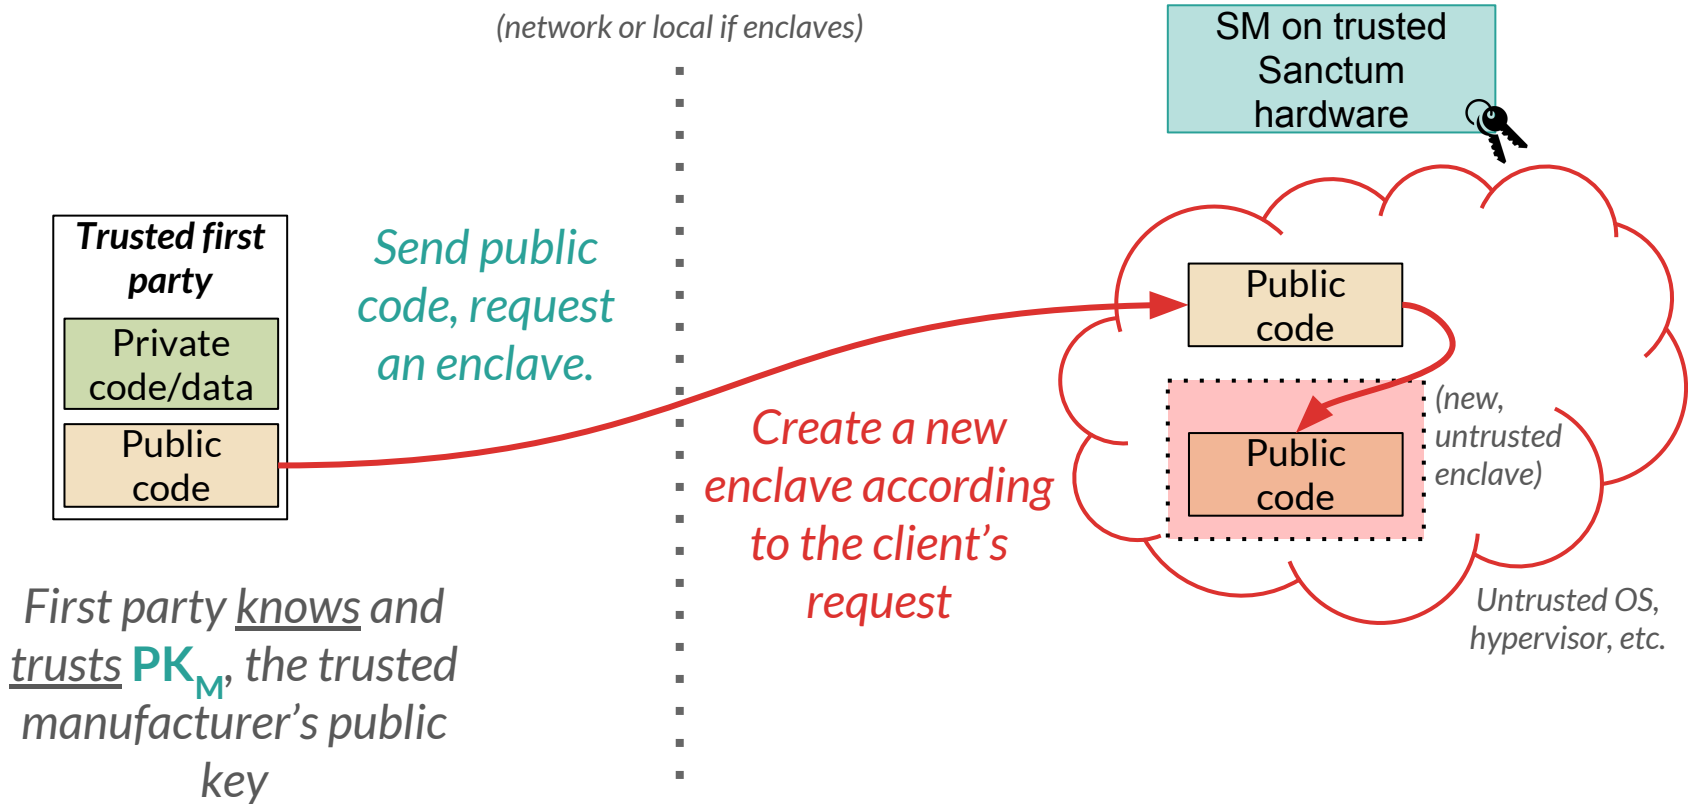 (network or local if enclaves)
SM on trusted
Sanctum
hardware
Trusted first
party
Private
code/data
Public
code
Send public
code, request
an enclave.
Public
code
Create a new
enclave according
to the client’s
request
Public
code
(new,
untrusted
enclave)
Untrusted OS,
hypervisor, etc.
First party knows and
trusts PKM, the trusted
manufacturer’s public
key